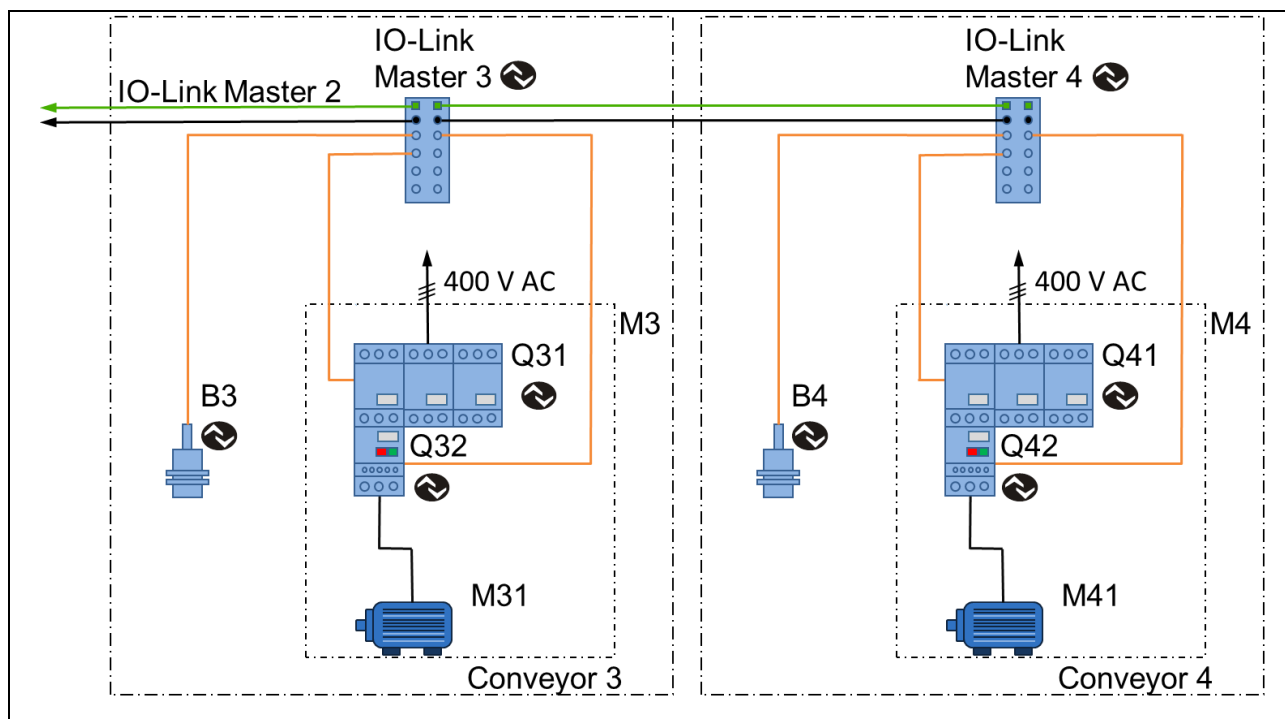 IO-Link
Master 3
IO-Link
Master 4
IO-Link Master 2
400 V AC
400 V AC
M3
M4
Q31
Q41
B3
B4
Q32
Q42
M31
M41
Conveyor 3
Conveyor 4